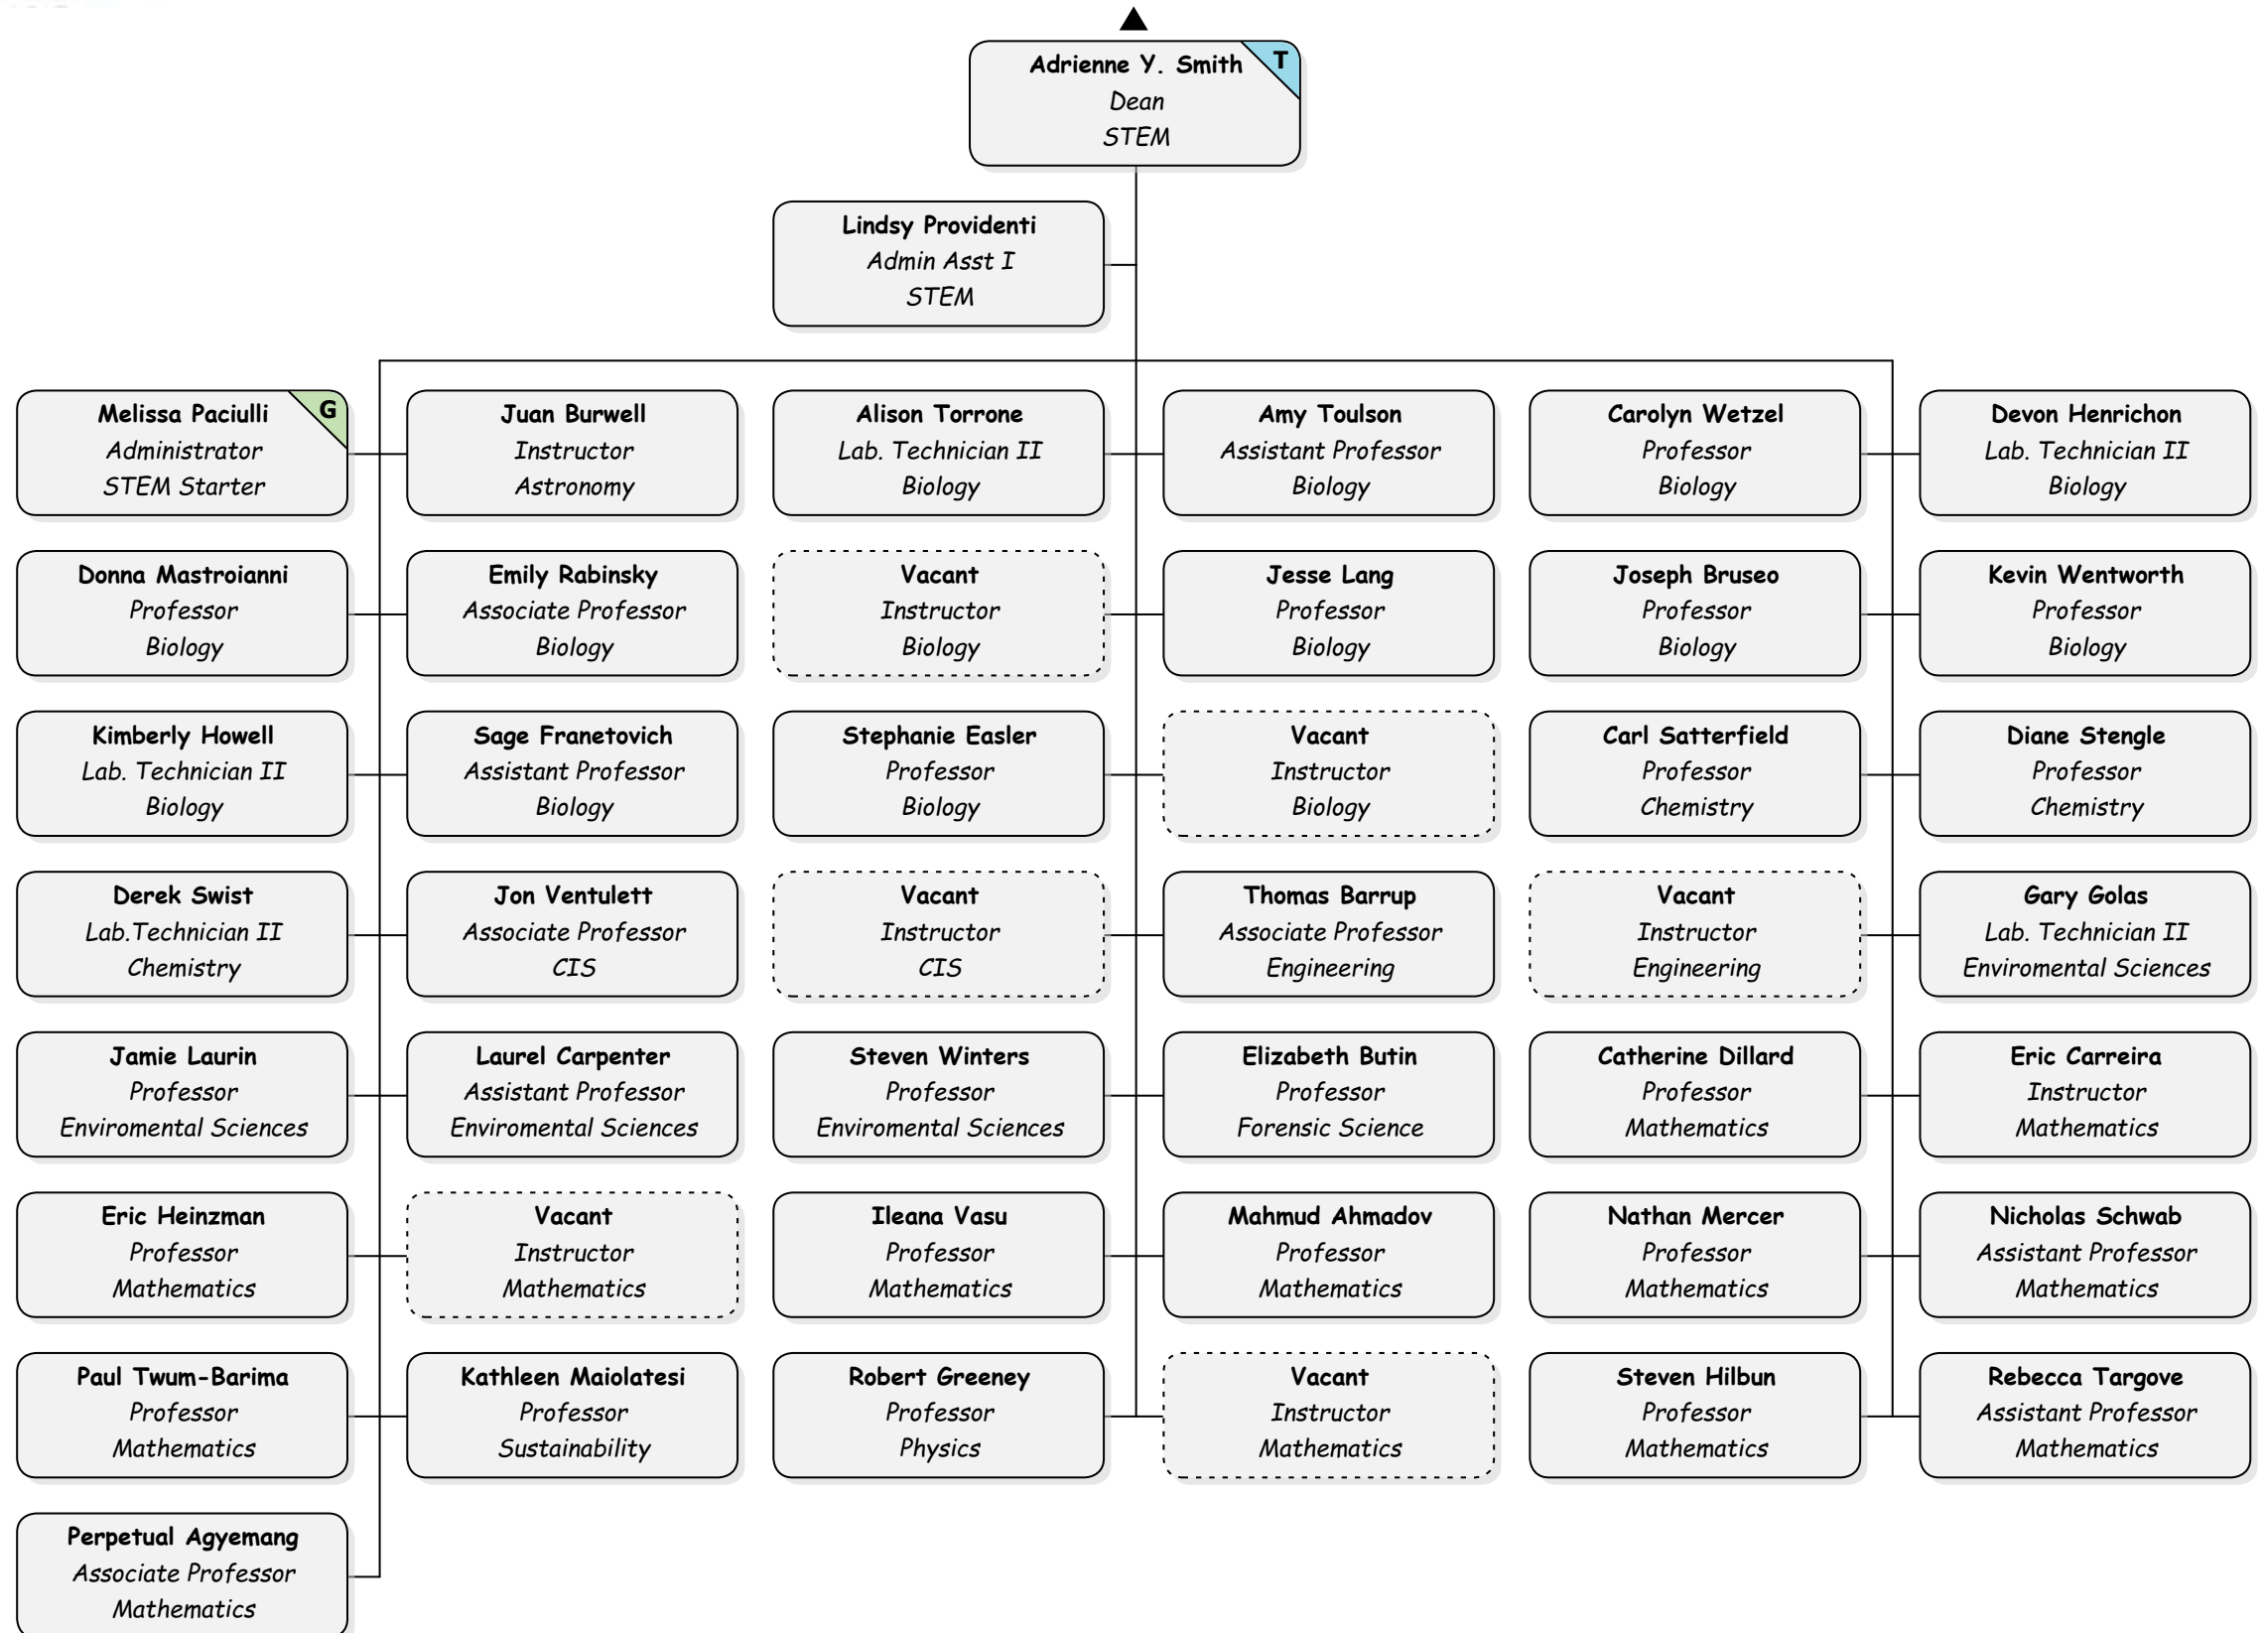 Adrienne Y. Smith
T
Dean
STEM
Lindsy Providenti
Admin Asst I
STEM
Melissa Paciulli
G
Administrator
STEM Starter
Juan Burwell
Instructor
Astronomy
Alison Torrone
Lab. Technician II
Biology
Amy Toulson
Assistant Professor
Biology
Carolyn Wetzel
Professor
Biology
Devon Henrichon
Lab. Technician II
Biology
Donna Mastroianni
Professor
Biology
Emily Rabinsky
Associate Professor
Biology
Vacant
Instructor
Biology
Jesse Lang
Professor
Biology
Joseph Bruseo
Professor
Biology
Kevin Wentworth
Professor
Biology
Kimberly Howell
Lab. Technician II
Biology
Sage Franetovich
Assistant Professor
Biology
Stephanie Easler
Professor
Biology
Vacant
Instructor
Biology
Carl Satterfield
Professor
Chemistry
Diane Stengle
Professor
Chemistry
Derek Swist
Lab.Technician II
Chemistry
Jon Ventulett
Associate Professor
CIS
Vacant
Instructor
CIS
Thomas Barrup
Associate Professor
Engineering
Vacant
Instructor
Engineering
Gary Golas
Lab. Technician II
Enviromental Sciences
Jamie Laurin
Professor
Enviromental Sciences
Laurel Carpenter
Assistant Professor
Enviromental Sciences
Steven Winters
Professor
Enviromental Sciences
Elizabeth Butin
Professor
Forensic Science
Catherine Dillard
Professor
Mathematics
Eric Carreira
Instructor
Mathematics
Eric Heinzman
Professor
Mathematics
Vacant
Instructor
Mathematics
Ileana Vasu
Professor
Mathematics
Mahmud Ahmadov
Professor
Mathematics
Nathan Mercer
Professor
Mathematics
Nicholas Schwab
Assistant Professor
Mathematics
Paul Twum-Barima
Professor
Mathematics
Kathleen Maiolatesi
Professor
Sustainability
Robert Greeney
Professor
Physics
Vacant
Instructor
Mathematics
Steven Hilbun
Professor
Mathematics
Rebecca Targove
Assistant Professor
Mathematics
Perpetual Agyemang
Associate Professor
Mathematics